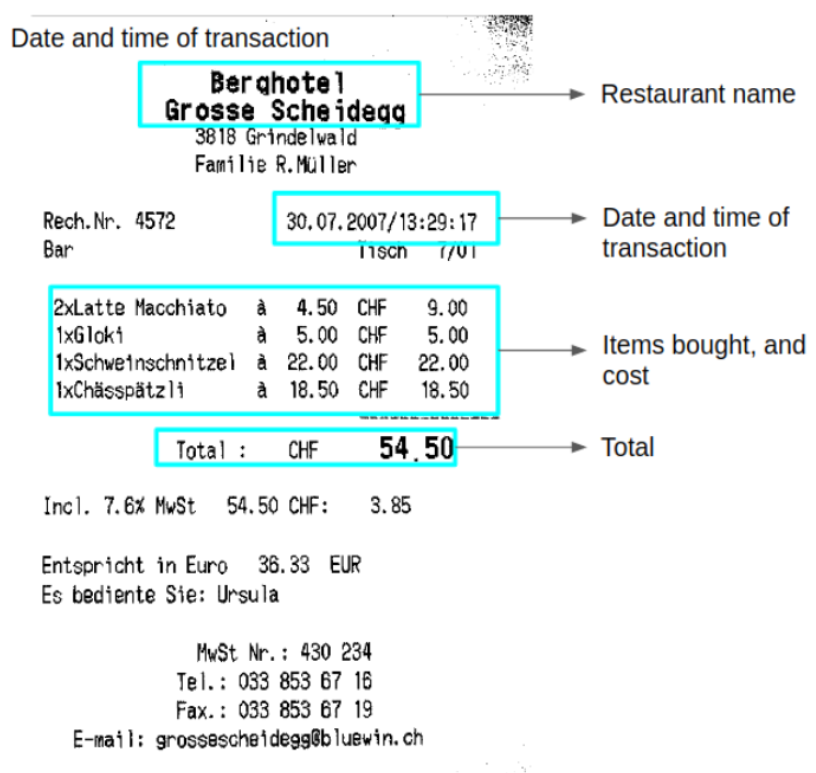 Date and time of transaction
Berghotel
Grosse Scheidegg
Restaurant name
3818 Grindelwald
Familie R.Müller
Rech.Nr. 4572 30.07.2007/13:29:17
Date and time of
transaction
Bar Tisch 7/01
2xLatte Macchiato à 4.50 CHF 9.00
1xGloki à 5.00 CHF 5.00
1xSchweinschnitzel à 22.00 CHF 22.00
1xChässpätzli à 18.50 CHF 18.50
Items bought, and
cost
Total : CHF 54.50
Total
Incl. 7.6% MwSt 54.50 CHF: 3.85
Entspricht in Euro 36.33 EUR
Es bediente Sie: Ursula
MwSt Nr.: 430 234
Tel.: 033 853 67 16
Fax.: 033 853 67 19
E-mail: grossescheidegg@bluewin.ch